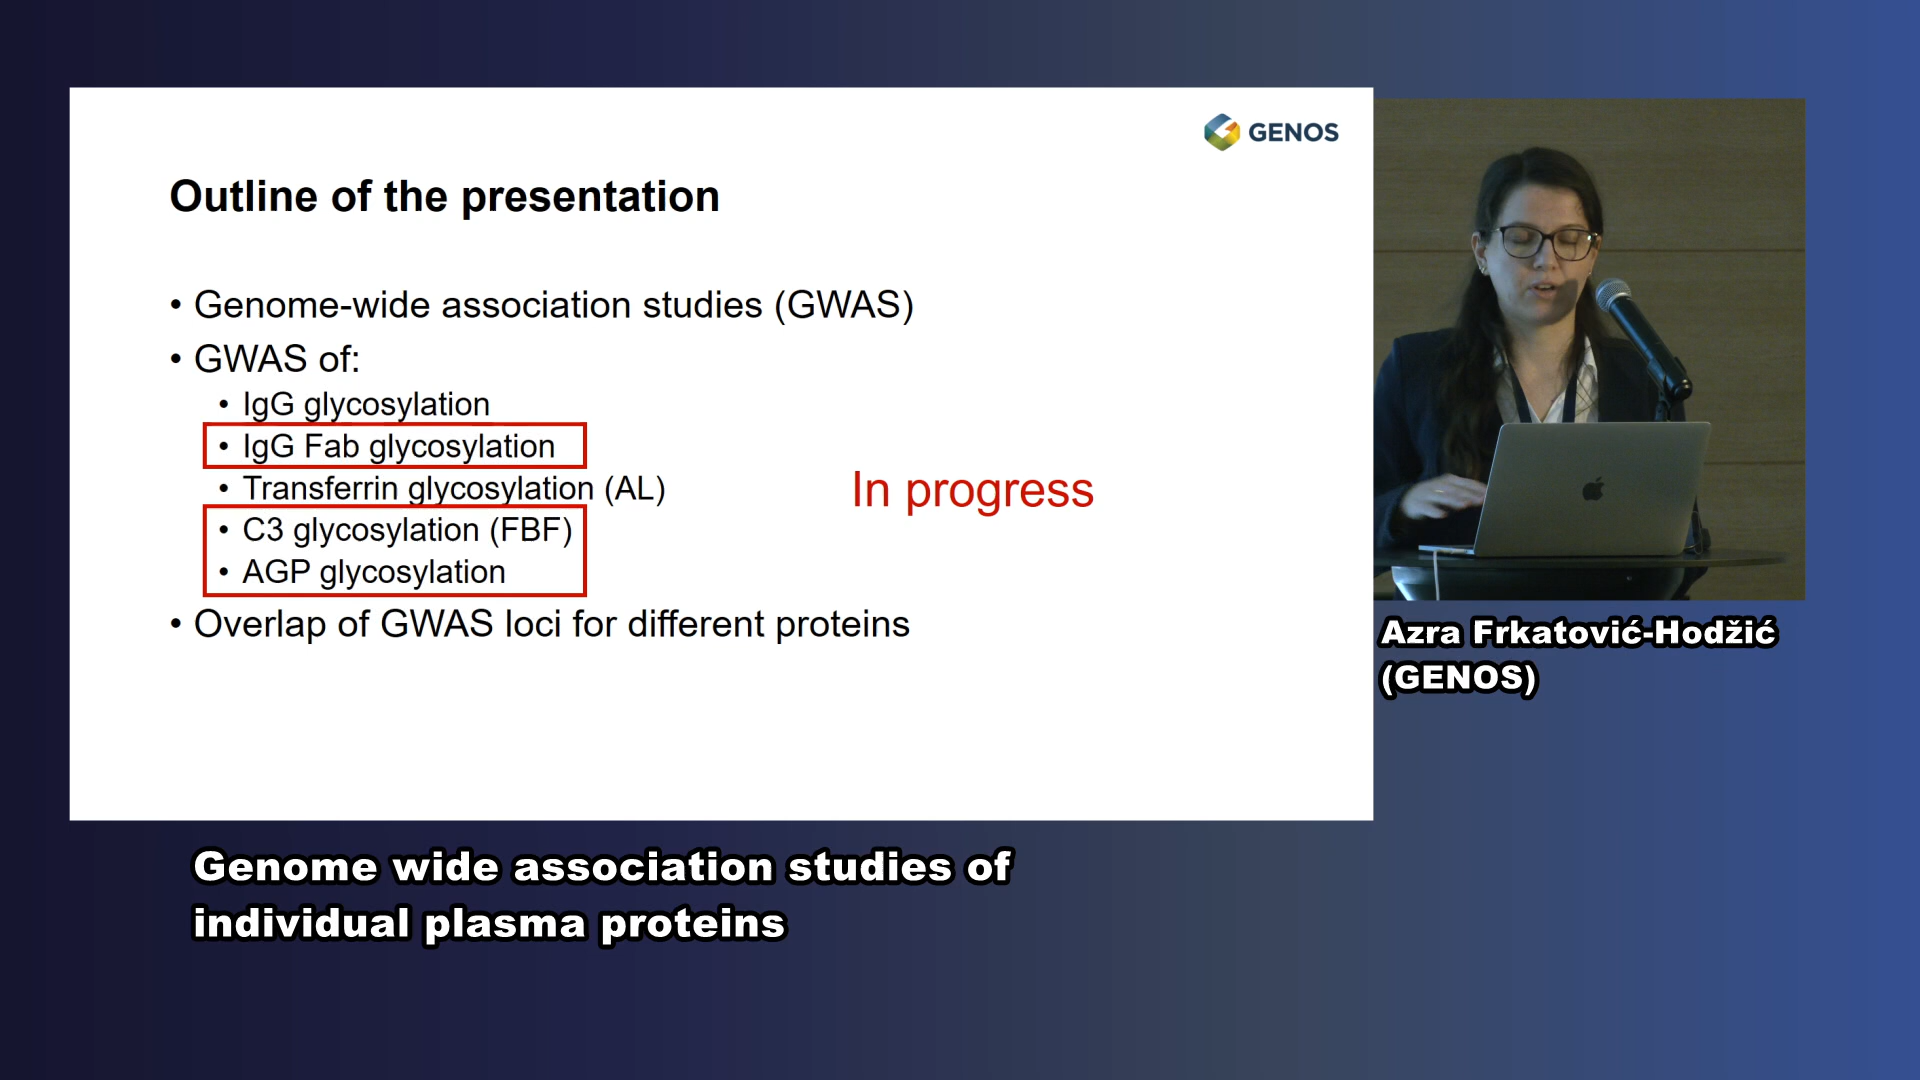 GENOS
Outline of the presentation
• Genome-wide association studies (GWAS)
• GWAS of:
• IgG glycosylation
• IgG Fab glycosylation
• Transferrin glycosylation (AL)
• C3 glycosylation (FBF)
• AGP glycosylation
In progress
• Overlap of GWAS loci for different proteins
Azra Frkatović-Hodžić
(GENOS)
Genome wide association studies of
individual plasma proteins